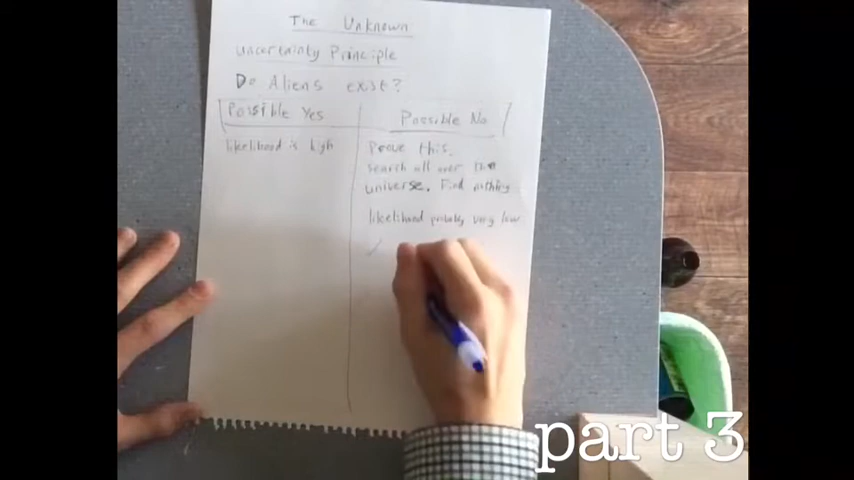 The Unknown
Uncertainty Principle
Do Aliens exist?
Possible Yes
Possible No
likelihood is high
Prove this.
search all over the
universe. Find nothing
likelihood probably very low
part 3